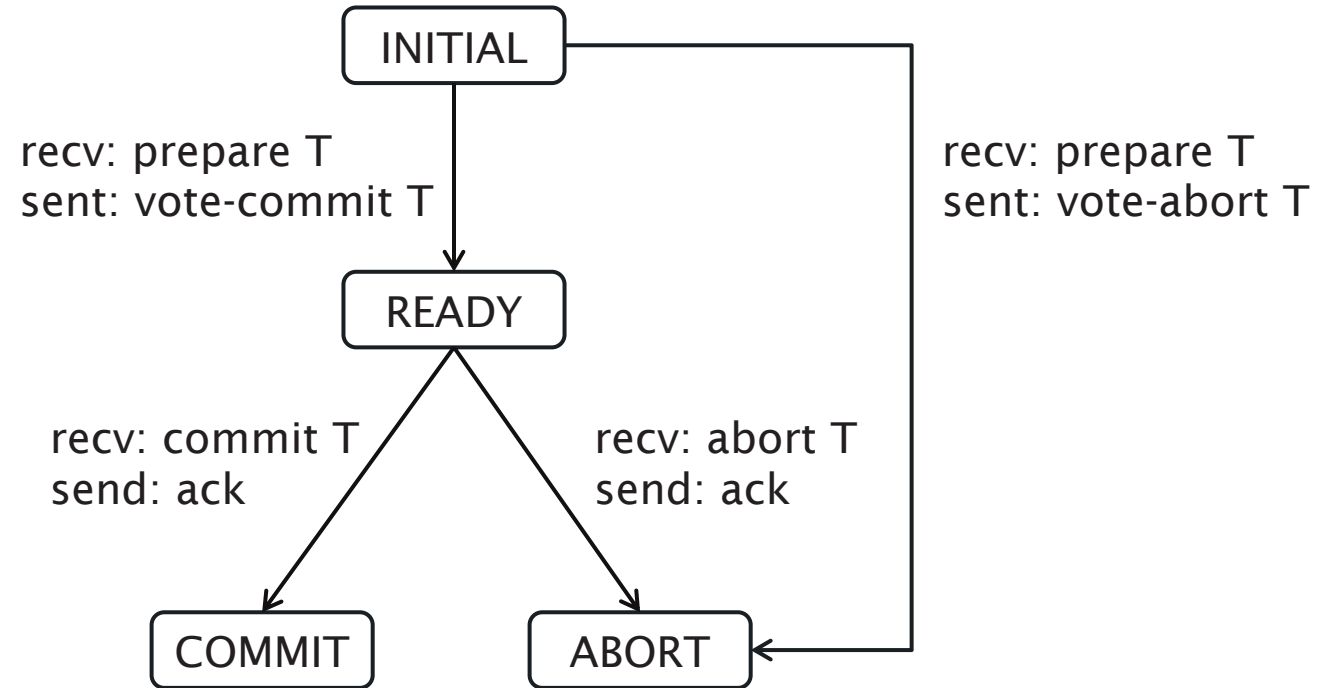 INITIAL
recv: prepare T
sent: vote-commit T
recv: prepare T
sent: vote-abort T
READY
recv: commit T
send: ack
recv: abort T
send: ack
COMMIT
ABORT